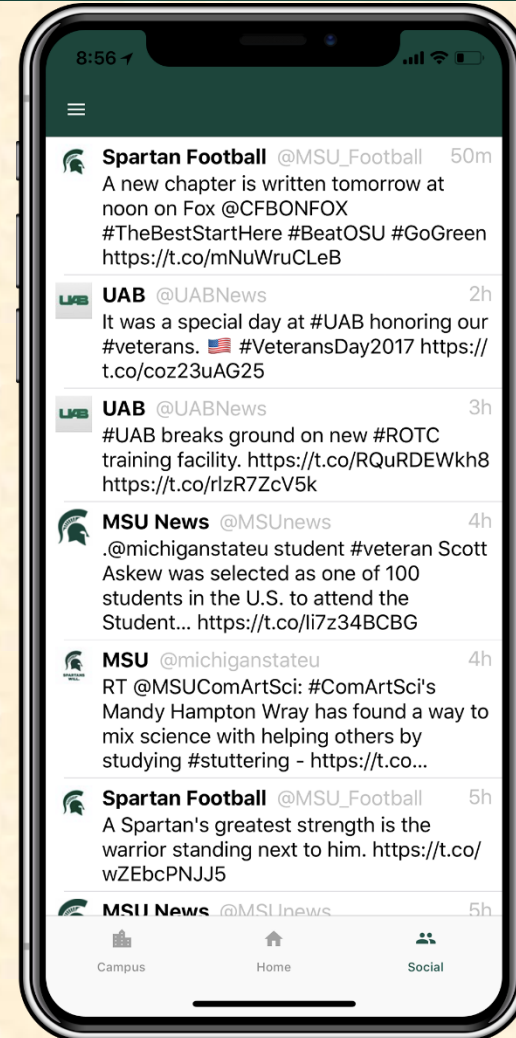 8:56
Spartan Football @MSU_Football 50m
A new chapter is written tomorrow at
noon on Fox @CFBONFOX
#TheBestStartHere #BeatOSU #GoGreen
https://t.co/mNuWruCLeB
UAB @UABNews 2h
It was a special day at #UAB honoring our
#veterans. 🇺🇸 #VeteransDay2017 https://
t.co/coz23uAG25
UAB @UABNews 3h
#UAB breaks ground on new #ROTC
training facility. https://t.co/RQuRDEWkh8
https://t.co/rlzR7ZcV5k
MSU News @MSUnews 4h
.@michiganstateu student #veteran Scott
Askew was selected as one of 100
students in the U.S. to attend the
Student... https://t.co/li7z34BCBG
MSU @michiganstateu 4h
RT @MSUComArtSci: #ComArtSci's
Mandy Hampton Wray has found a way to
mix science with helping others by
studying #stuttering - https://t.co...
Spartan Football @MSU_Football 5h
A Spartan's greatest strength is the
warrior standing next to him. https://t.co/
wZEbcPNJJ5
MSU News @MSUnews 5h
Campus Home Social
UAB
UAB